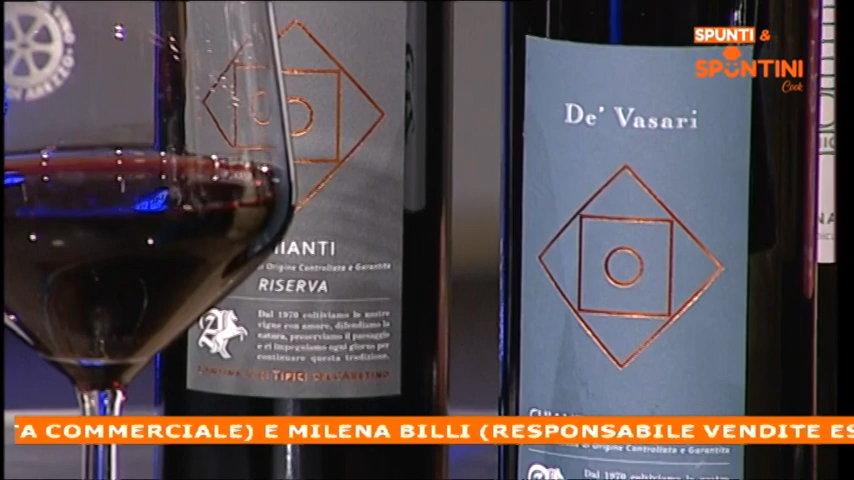 SPUNTI &
SPUNTINI
Cook
De' Vasari
HIANTI
di Origine Controllata e Garantita
RISERVA
Dal 1970 coltiviamo le nostre
vigne con amore, difendiamo la
natura, preserviamo il paesaggio
e ci impegniamo ogni giorno per
continuare questa tradizione.
TIPICI DELL'ARETINO
di Origine Controllata e Garantita
Dal 1970 coltiviamo le nostre
TA COMMERCIALE) E MILENA BILLI (RESPONSABILE VENDITE ES